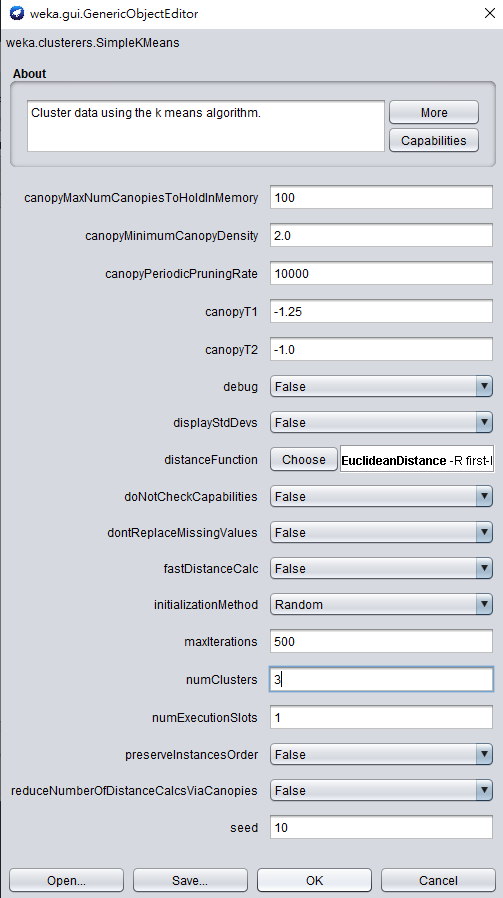 weka.gui.GenericObjectEditor
weka.clusterers.SimpleKMeans
About
Cluster data using the k means algorithm.
More
Capabilities
canopyMaxNumCanopiesToHoldInMemory 100
canopyMinimumCanopyDensity 2.0
canopyPeriodicPruningRate 10000
canopyT1 -1.25
canopyT2 -1.0
debug False
displayStdDevs False
distanceFunction Choose EuclideanDistance -R first-l
doNotCheckCapabilities False
dontReplaceMissingValues False
fastDistanceCalc False
initializationMethod Random
maxIterations 500
numClusters 3
numExecutionSlots 1
preserveInstancesOrder False
reduceNumberOfDistanceCalcsViaCanopies False
seed 10
Open... Save... OK Cancel